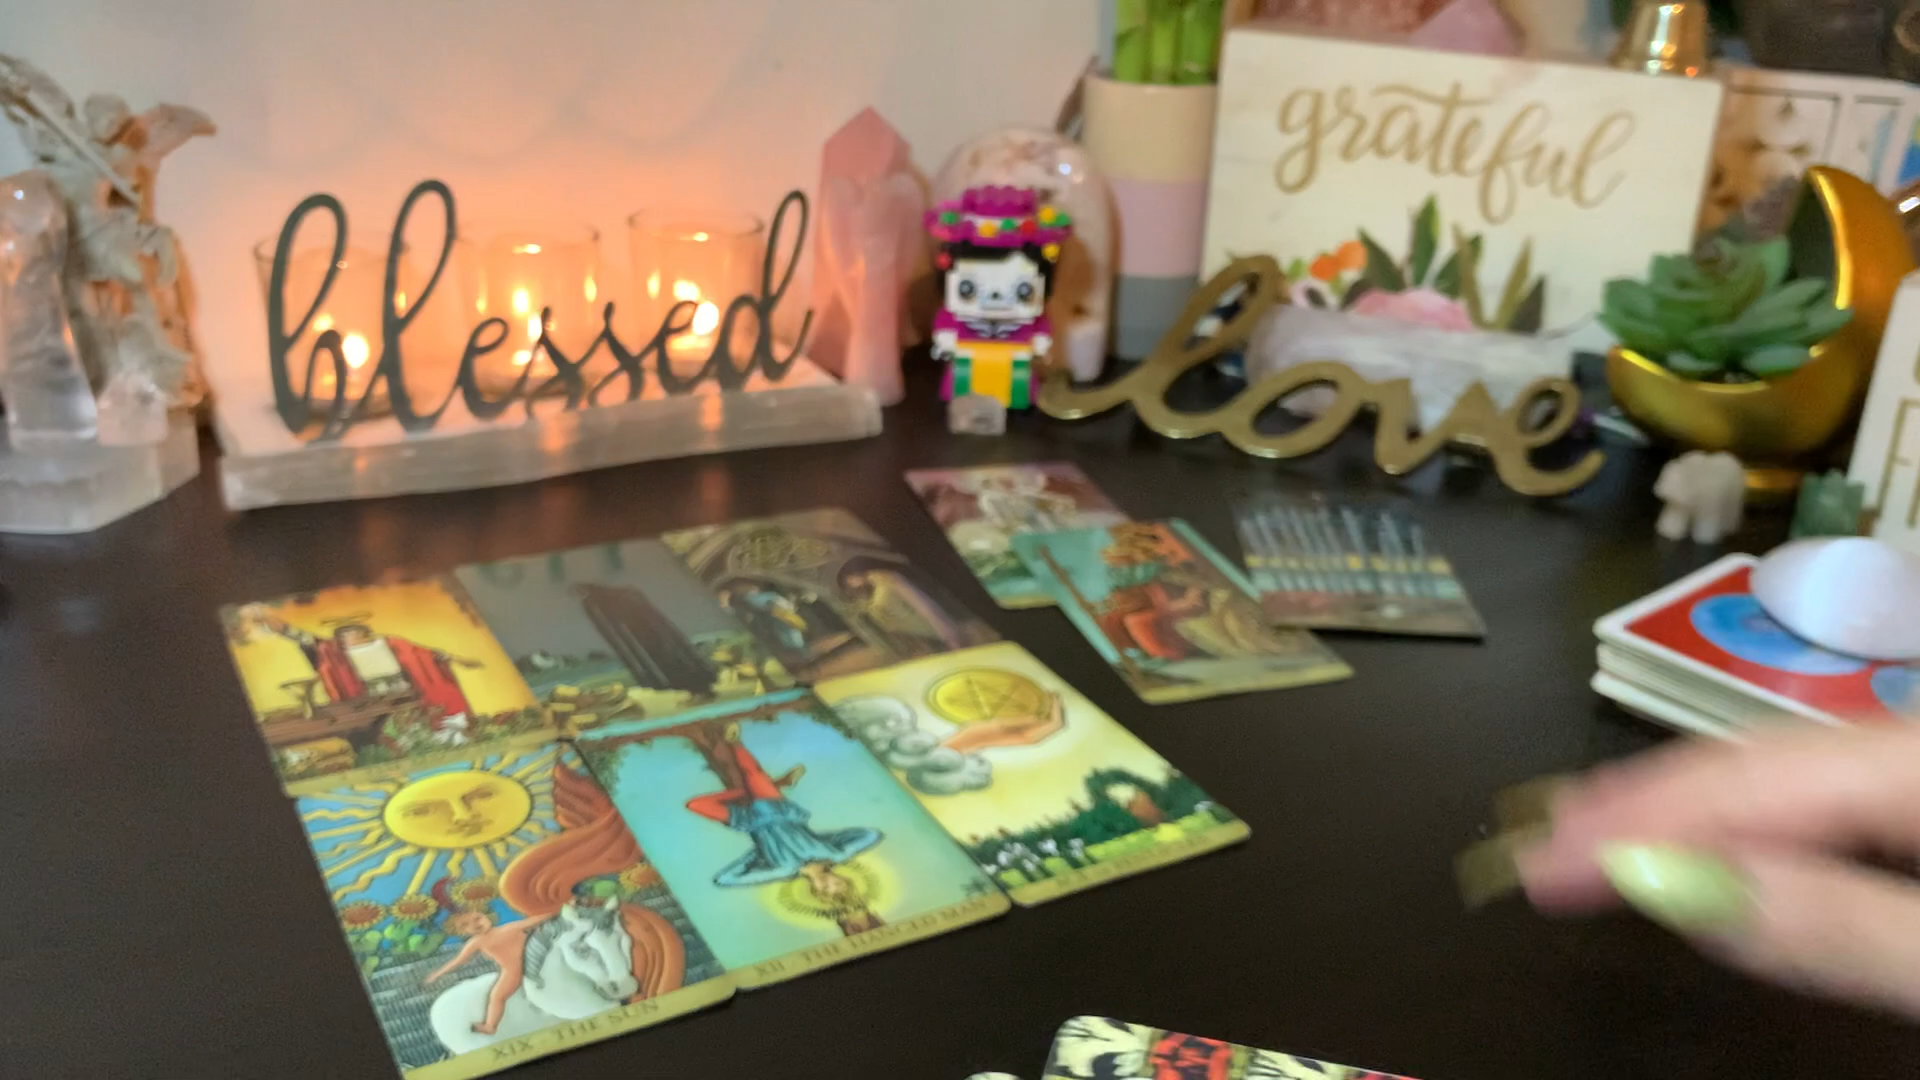 blessed
grateful
love
XIX THE SUN
XII THE HANGED MAN